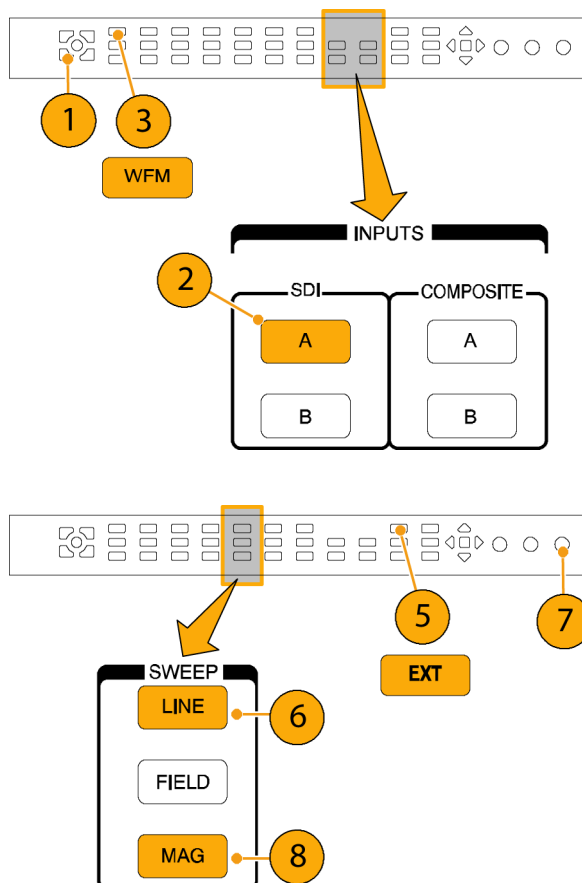 1
3
WFM
INPUTS
2
SDI
COMPOSITE
A
A
B
B
5
7
EXT
SWEEP
LINE
6
FIELD
MAG
8